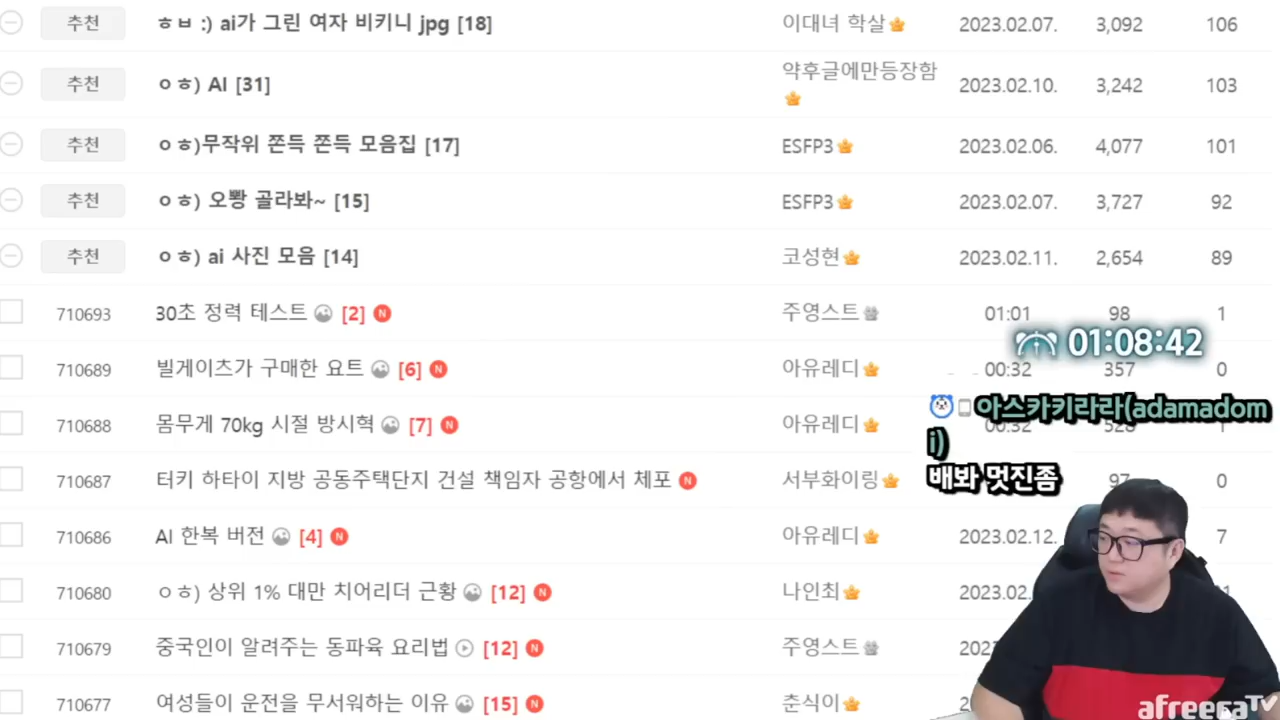 추천 ㅎㅂ :) ai가 그린 여자 비키니 jpg [18] 이대녀 학살 2023.02.07. 3,092 106
추천 ㅇㅎ) AI [31] 약후글에만등장함 2023.02.10. 3,242 103
추천 ㅇㅎ)무작위 쫀득 쫀득 모음집 [17] ESFP3 2023.02.06. 4,077 101
추천 ㅇㅎ) 오빵 골라봐~ [15] ESFP3 2023.02.07. 3,727 92
추천 ㅇㅎ) ai 사진 모음 [14] 코성현 2023.02.11. 2,654 89
710693 30초 정력 테스트 [2] N 주영스트 01:01 98 1
01:08:42
710689 빌게이츠가 구매한 요트 [6] N 아유레디 00:32 357 0
아스카키라라(adamadom
i)
710688 몸무게 70kg 시절 방시혁 [7] N 아유레디 00:32 528 1
배봐 멋진좀
710687 터키 하타이 지방 공동주택단지 건설 책임자 공항에서 체포 N 서부화이링 97 0
710686 AI 한복 버전 [4] N 아유레디 2023.02.12. 7
710680 ㅇㅎ) 상위 1% 대만 치어리더 근황 [12] N 나인최 2023.02.
710679 중국인이 알려주는 동파육 요리법 [12] N 주영스트 202
710677 여성들이 운전을 무서워하는 이유 [15] N 춘식이 2
afreecaTV